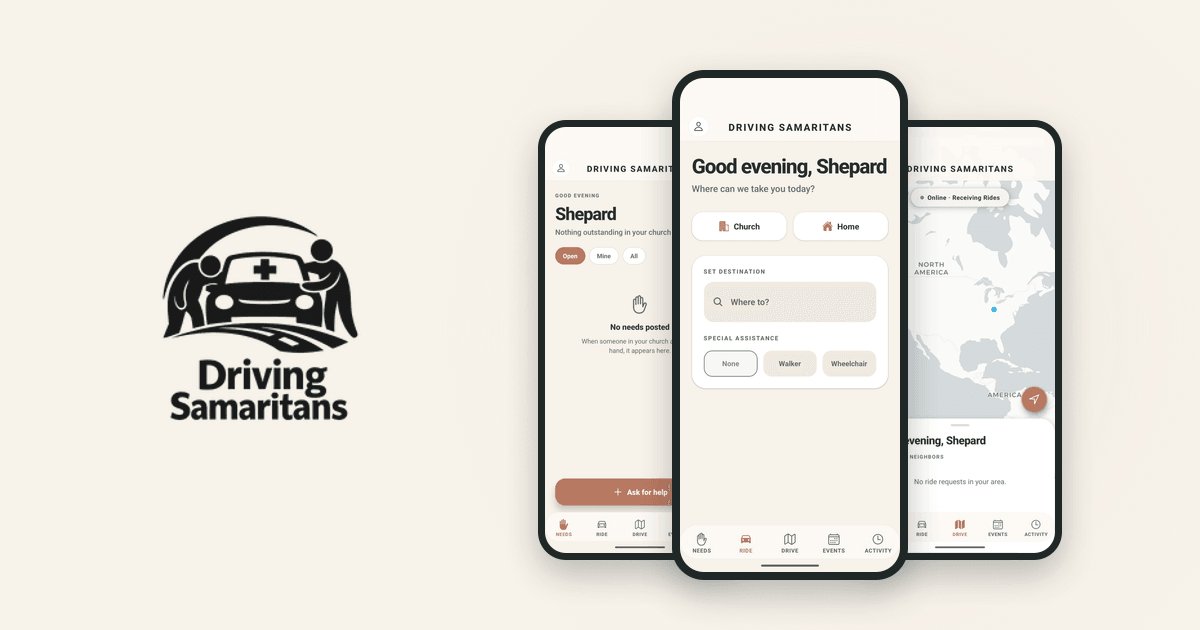 Driving
Samaritans
DRIVING SAMARIT
GOOD EVENING
Shepard
Nothing outstanding in your church
Open
Mine
All
No needs posted
When someone in your church
hand, it appears here.
+ Ask for help
NEEDS
RIDE
DRIVE
DRIVING SAMARITANS
Good evening, Shepard
Where can we take you today?
Church
Home
SET DESTINATION
Where to?
SPECIAL ASSISTANCE
None
Walker
Wheelchair
NEEDS
RIDE
DRIVE
EVENTS
ACTIVITY
DRIVING SAMARITANS
Online · Receiving Rides
NORTH
AMERICA
AMERICA
evening, Shepard
NEIGHBORS
No ride requests in your area.
RIDE
DRIVE
EVENTS
ACTIVITY